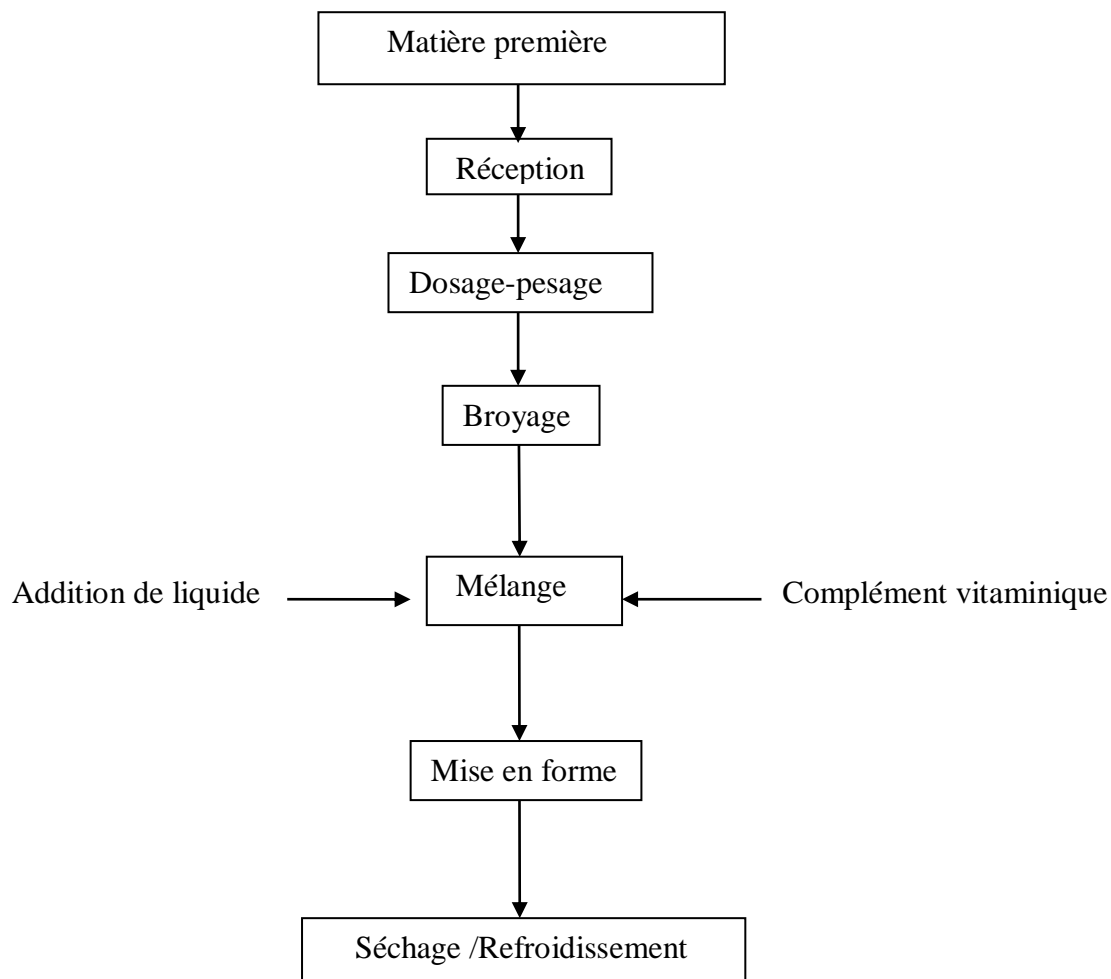 Matière première
Réception
Dosage-pesage
Broyage
Addition de liquide
Mélange
Complément vitaminique
Mise en forme
Séchage /Refroidissement